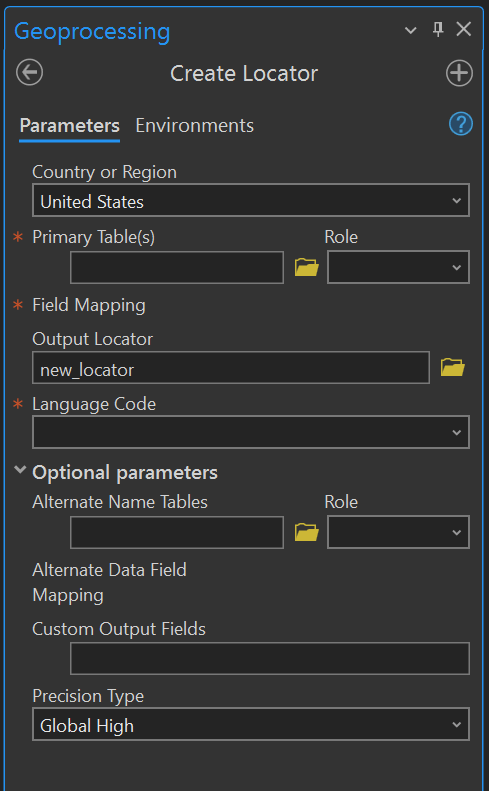 Geoprocessing
Create Locator
Parameters Environments ?
Country or Region
United States
* Primary Table(s) Role
* Field Mapping
Output Locator
new_locator
* Language Code
Optional parameters
Alternate Name Tables Role
Alternate Data Field
Mapping
Custom Output Fields
Precision Type
Global High